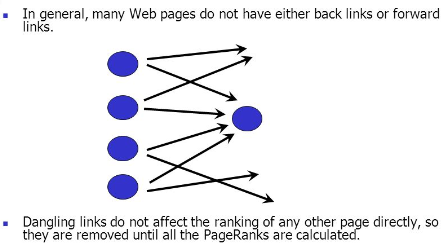 In general, many Web pages do not have either back links or forward
links.
Dangling links do not affect the ranking of any other page directly, so
they are removed until all the PageRanks are calculated.